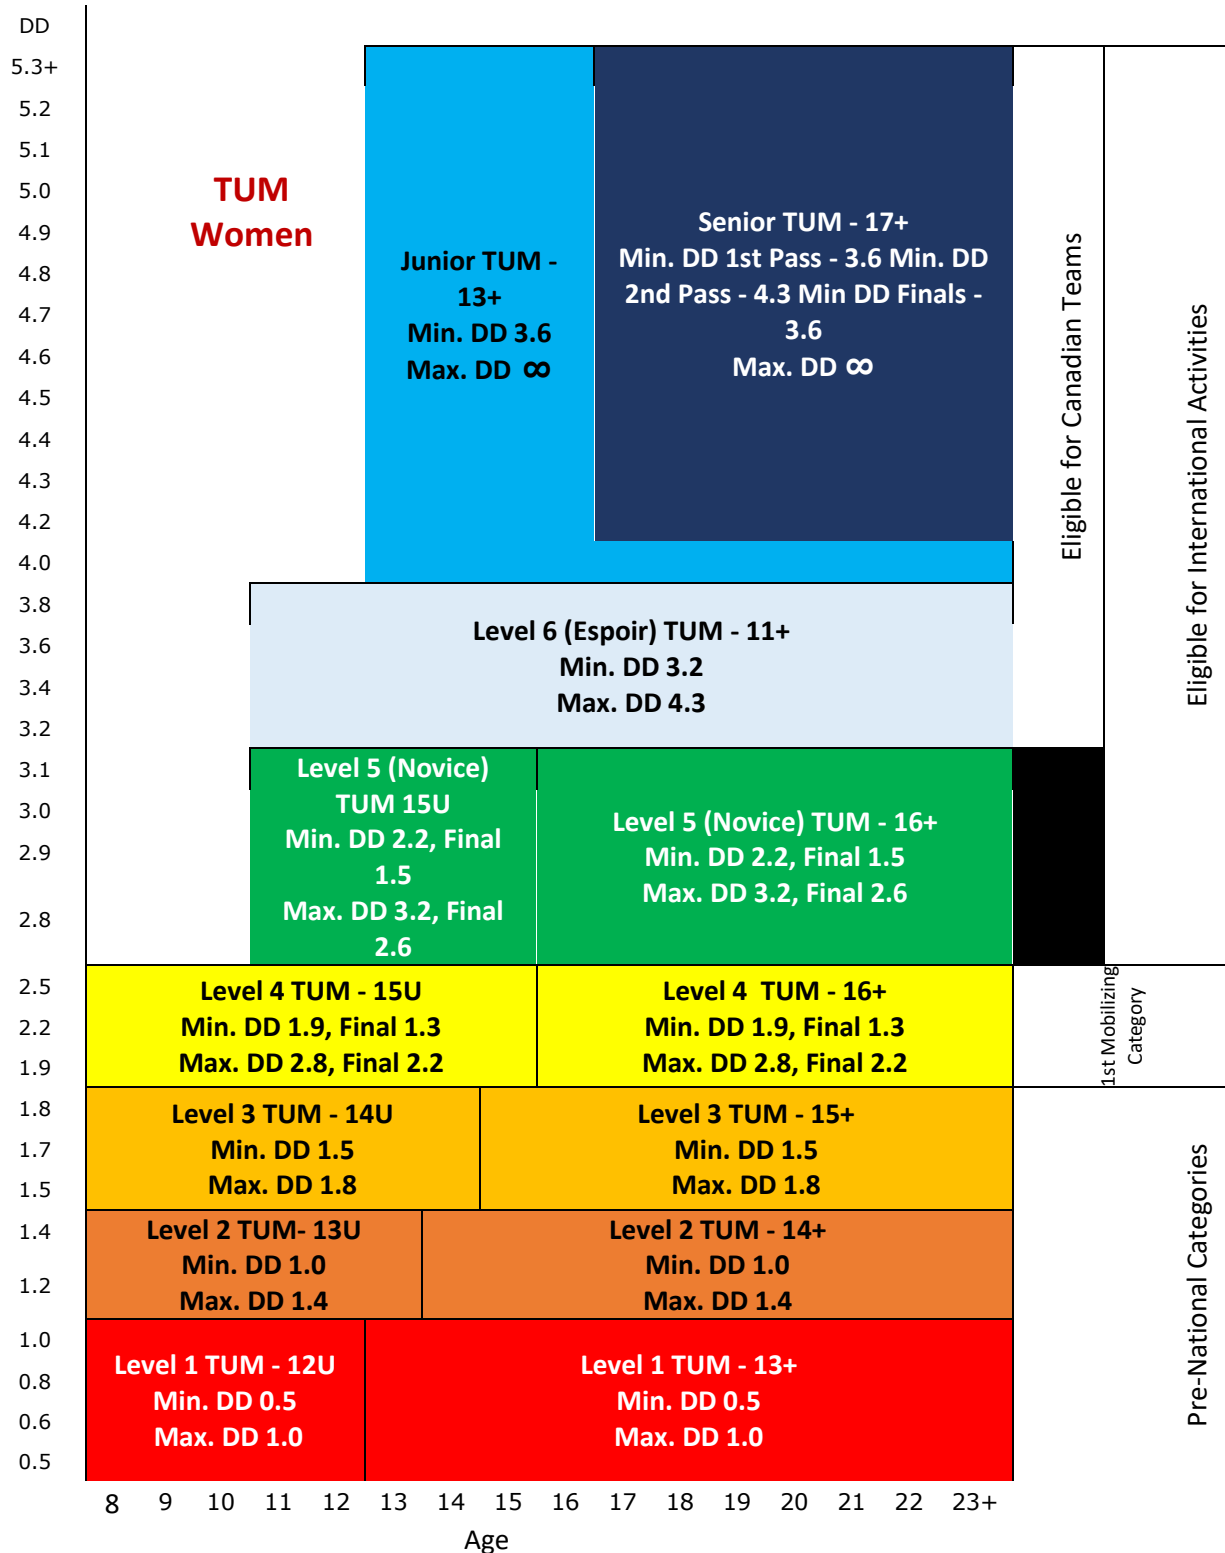 DD
5.3+
5.2
5.1
5.0
4.9
4.8
4.7
4.6
4.5
4.4
4.3
4.2
4.0
3.8
3.6
3.4
3.2
3.1
3.0
2.9
2.8
2.5
2.2
1.9
1.8
1.7
1.5
1.4
1.2
1.0
0.8
0.6
0.5
TUM
Women
Junior TUM -
13+
Min. DD 3.6
Max. DD ∞
Senior TUM - 17+
Min. DD 1st Pass - 3.6 Min. DD
2nd Pass - 4.3 Min DD Finals -
3.6
Max. DD ∞
Level 6 (Espoir) TUM - 11+
Min. DD 3.2
Max. DD 4.3
Level 5 (Novice)
TUM 15U
Min. DD 2.2, Final
1.5
Max. DD 3.2, Final
2.6
Level 5 (Novice) TUM - 16+
Min. DD 2.2, Final 1.5
Max. DD 3.2, Final 2.6
Level 4 TUM - 15U
Min. DD 1.9, Final 1.3
Max. DD 2.8, Final 2.2
Level 4  TUM - 16+
Min. DD 1.9, Final 1.3
Max. DD 2.8, Final 2.2
Level 3 TUM - 14U
Min. DD 1.5
Max. DD 1.8
Level 3 TUM - 15+
Min. DD 1.5
Max. DD 1.8
Level 2 TUM- 13U
Min. DD 1.0
Max. DD 1.4
Level 2 TUM - 14+
Min. DD 1.0
Max. DD 1.4
Level 1 TUM - 12U
Min. DD 0.5
Max. DD 1.0
Level 1 TUM - 13+
Min. DD 0.5
Max. DD 1.0
Eligible for Canadian Teams
Eligible for International Activities
1st Mobilizing
Category
Pre-National Categories
8 9 10 11 12 13 14 15 16 17 18 19 20 21 22 23+
Age